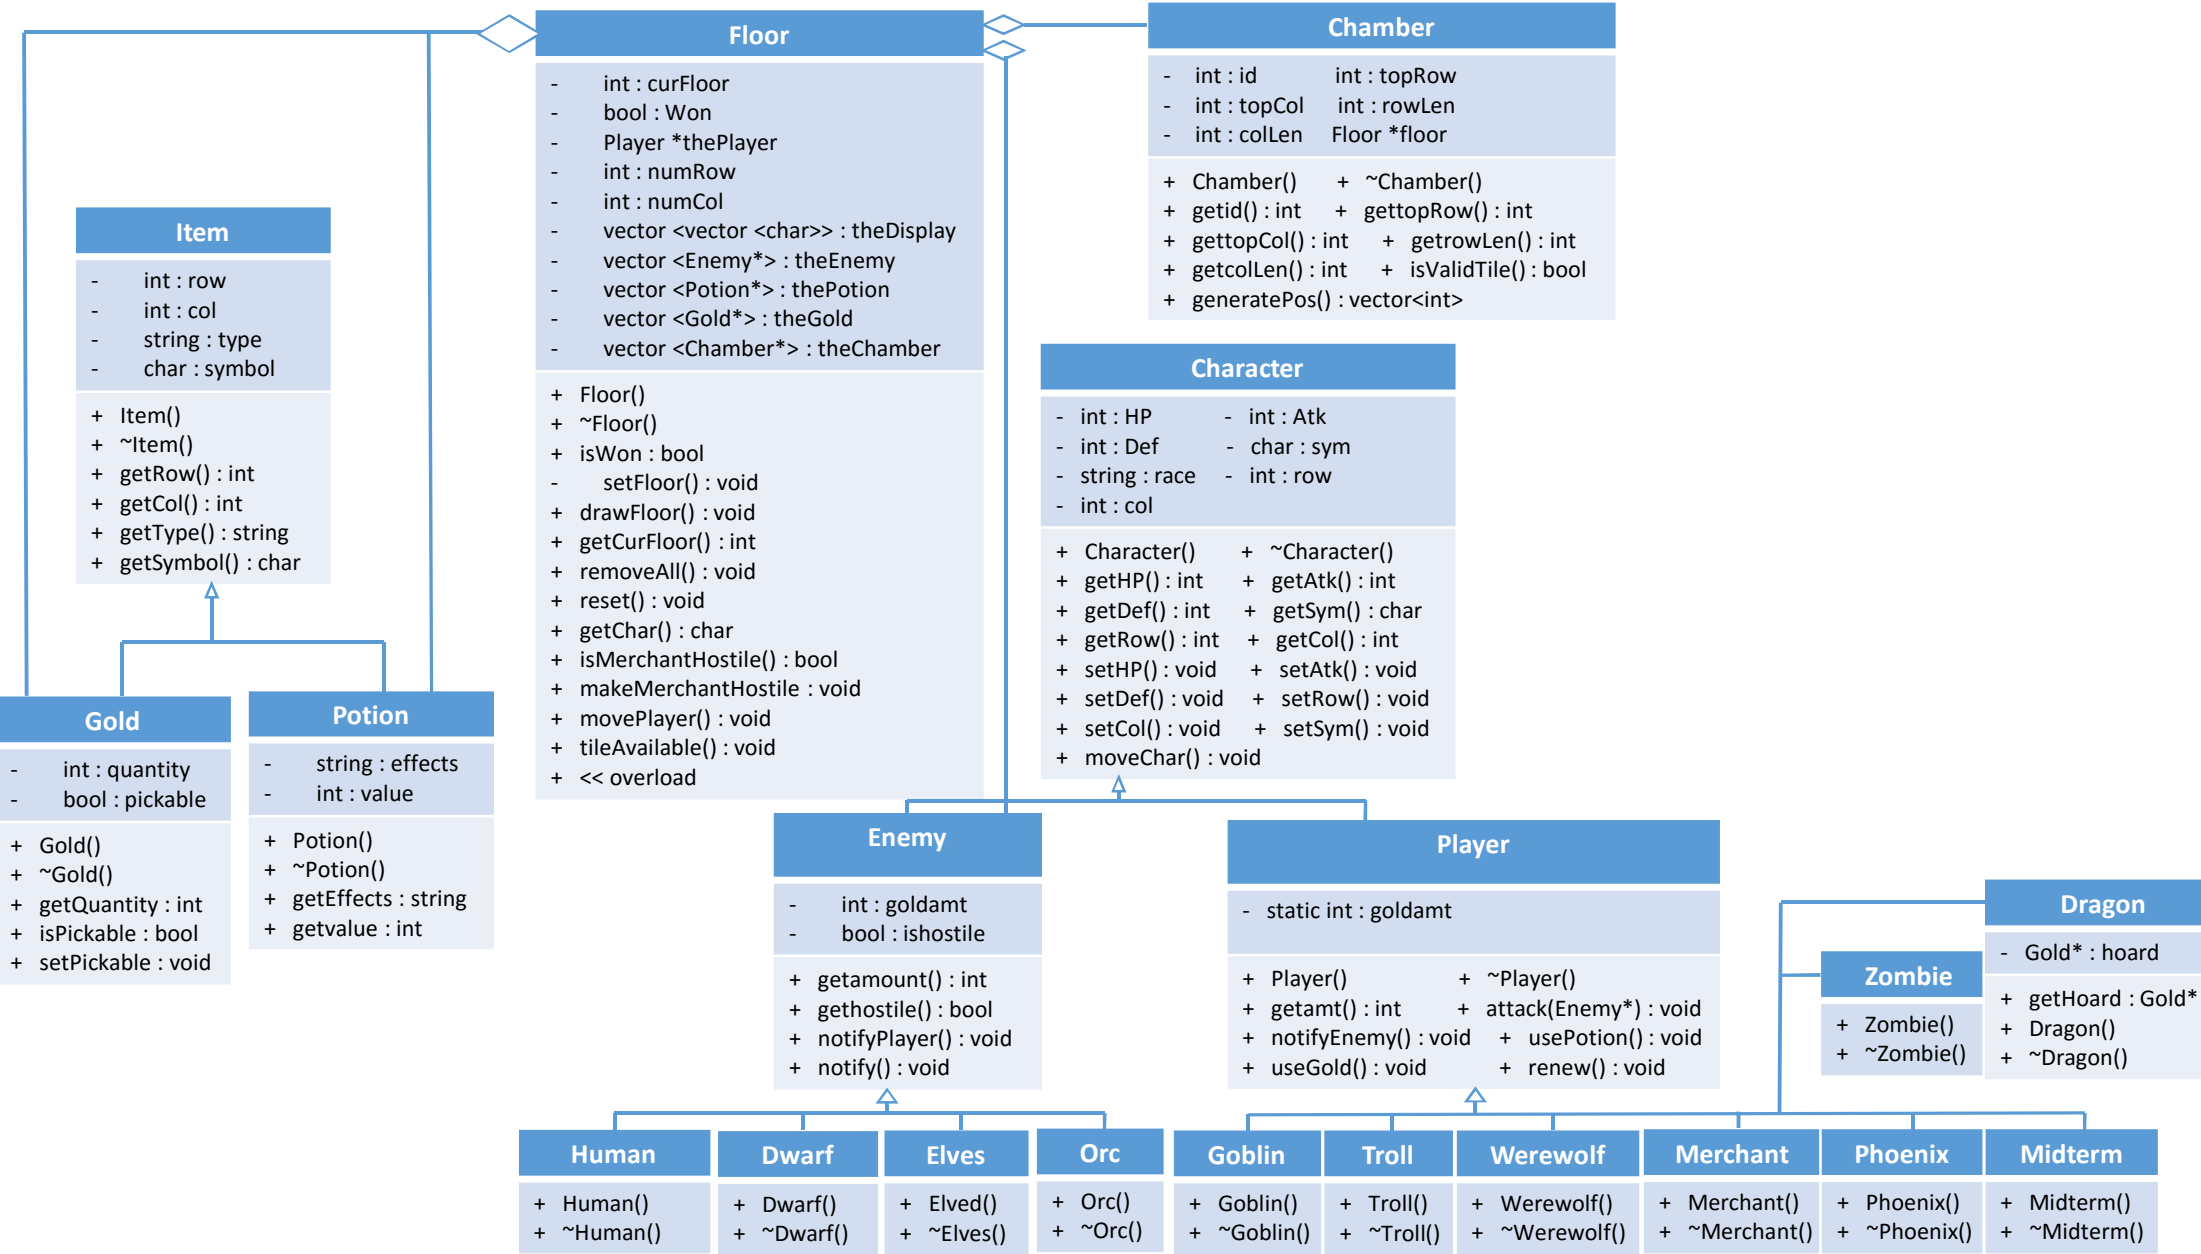 Floor
- int : curFloor
- bool : Won
- Player *thePlayer
- int : numRow
- int : numCol
- vector <vector <char>> : theDisplay
- vector <Enemy*> : theEnemy
- vector <Potion*> : thePotion
- vector <Gold*> : theGold
- vector <Chamber*> : theChamber
+ Floor()
+ ~Floor()
+ isWon : bool
- setFloor() : void
+ drawFloor() : void
+ getCurFloor() : int
+ removeAll() : void
+ reset() : void
+ getChar() : char
+ isMerchantHostile() : bool
+ makeMerchantHostile : void
+ movePlayer() : void
+ tileAvailable() : void
+ << overload
Chamber
- int : id int : topRow
- int : topCol int : rowLen
- int : colLen Floor *floor
+ Chamber() + ~Chamber()
+ getid() : int + gettopRow() : int
+ gettopCol() : int + getrowLen() : int
+ getcolLen() : int + isValidTile() : bool
+ generatePos() : vector<int>
Item
- int : row
- int : col
- string : type
- char : symbol
+ Item()
+ ~Item()
+ getRow() : int
+ getCol() : int
+ getType() : string
+ getSymbol() : char
Character
- int : HP - int : Atk
- int : Def - char : sym
- string : race - int : row
- int : col
+ Character() + ~Character()
+ getHP() : int + getAtk() : int
+ getDef() : int + getSym() : char
+ getRow() : int + getCol() : int
+ setHP() : void + setAtk() : void
+ setDef() : void + setRow() : void
+ setCol() : void + setSym() : void
+ moveChar() : void
Gold
- int : quantity
- bool : pickable
+ Gold()
+ ~Gold()
+ getQuantity : int
+ isPickable : bool
+ setPickable : void
Potion
- string : effects
- int : value
+ Potion()
+ ~Potion()
+ getEffects : string
+ getvalue : int
Enemy
- int : goldamt
- bool : ishostile
+ getamount() : int
+ gethostile() : bool
+ notifyPlayer() : void
+ notify() : void
Player
- static int : goldamt
+ Player() + ~Player()
+ getamt() : int + attack(Enemy*) : void
+ notifyEnemy() : void + usePotion() : void
+ useGold() : void + renew() : void
Zombie
+ Zombie()
+ ~Zombie()
Dragon
- Gold* : hoard
+ getHoard : Gold*
+ Dragon()
+ ~Dragon()
Human
+ Human()
+ ~Human()
Dwarf
+ Dwarf()
+ ~Dwarf()
Elves
+ Elved()
+ ~Elves()
Orc
+ Orc()
+ ~Orc()
Goblin
+ Goblin()
+ ~Goblin()
Troll
+ Troll()
+ ~Troll()
Werewolf
+ Werewolf()
+ ~Werewolf()
Merchant
+ Merchant()
+ ~Merchant()
Phoenix
+ Phoenix()
+ ~Phoenix()
Midterm
+ Midterm()
+ ~Midterm()